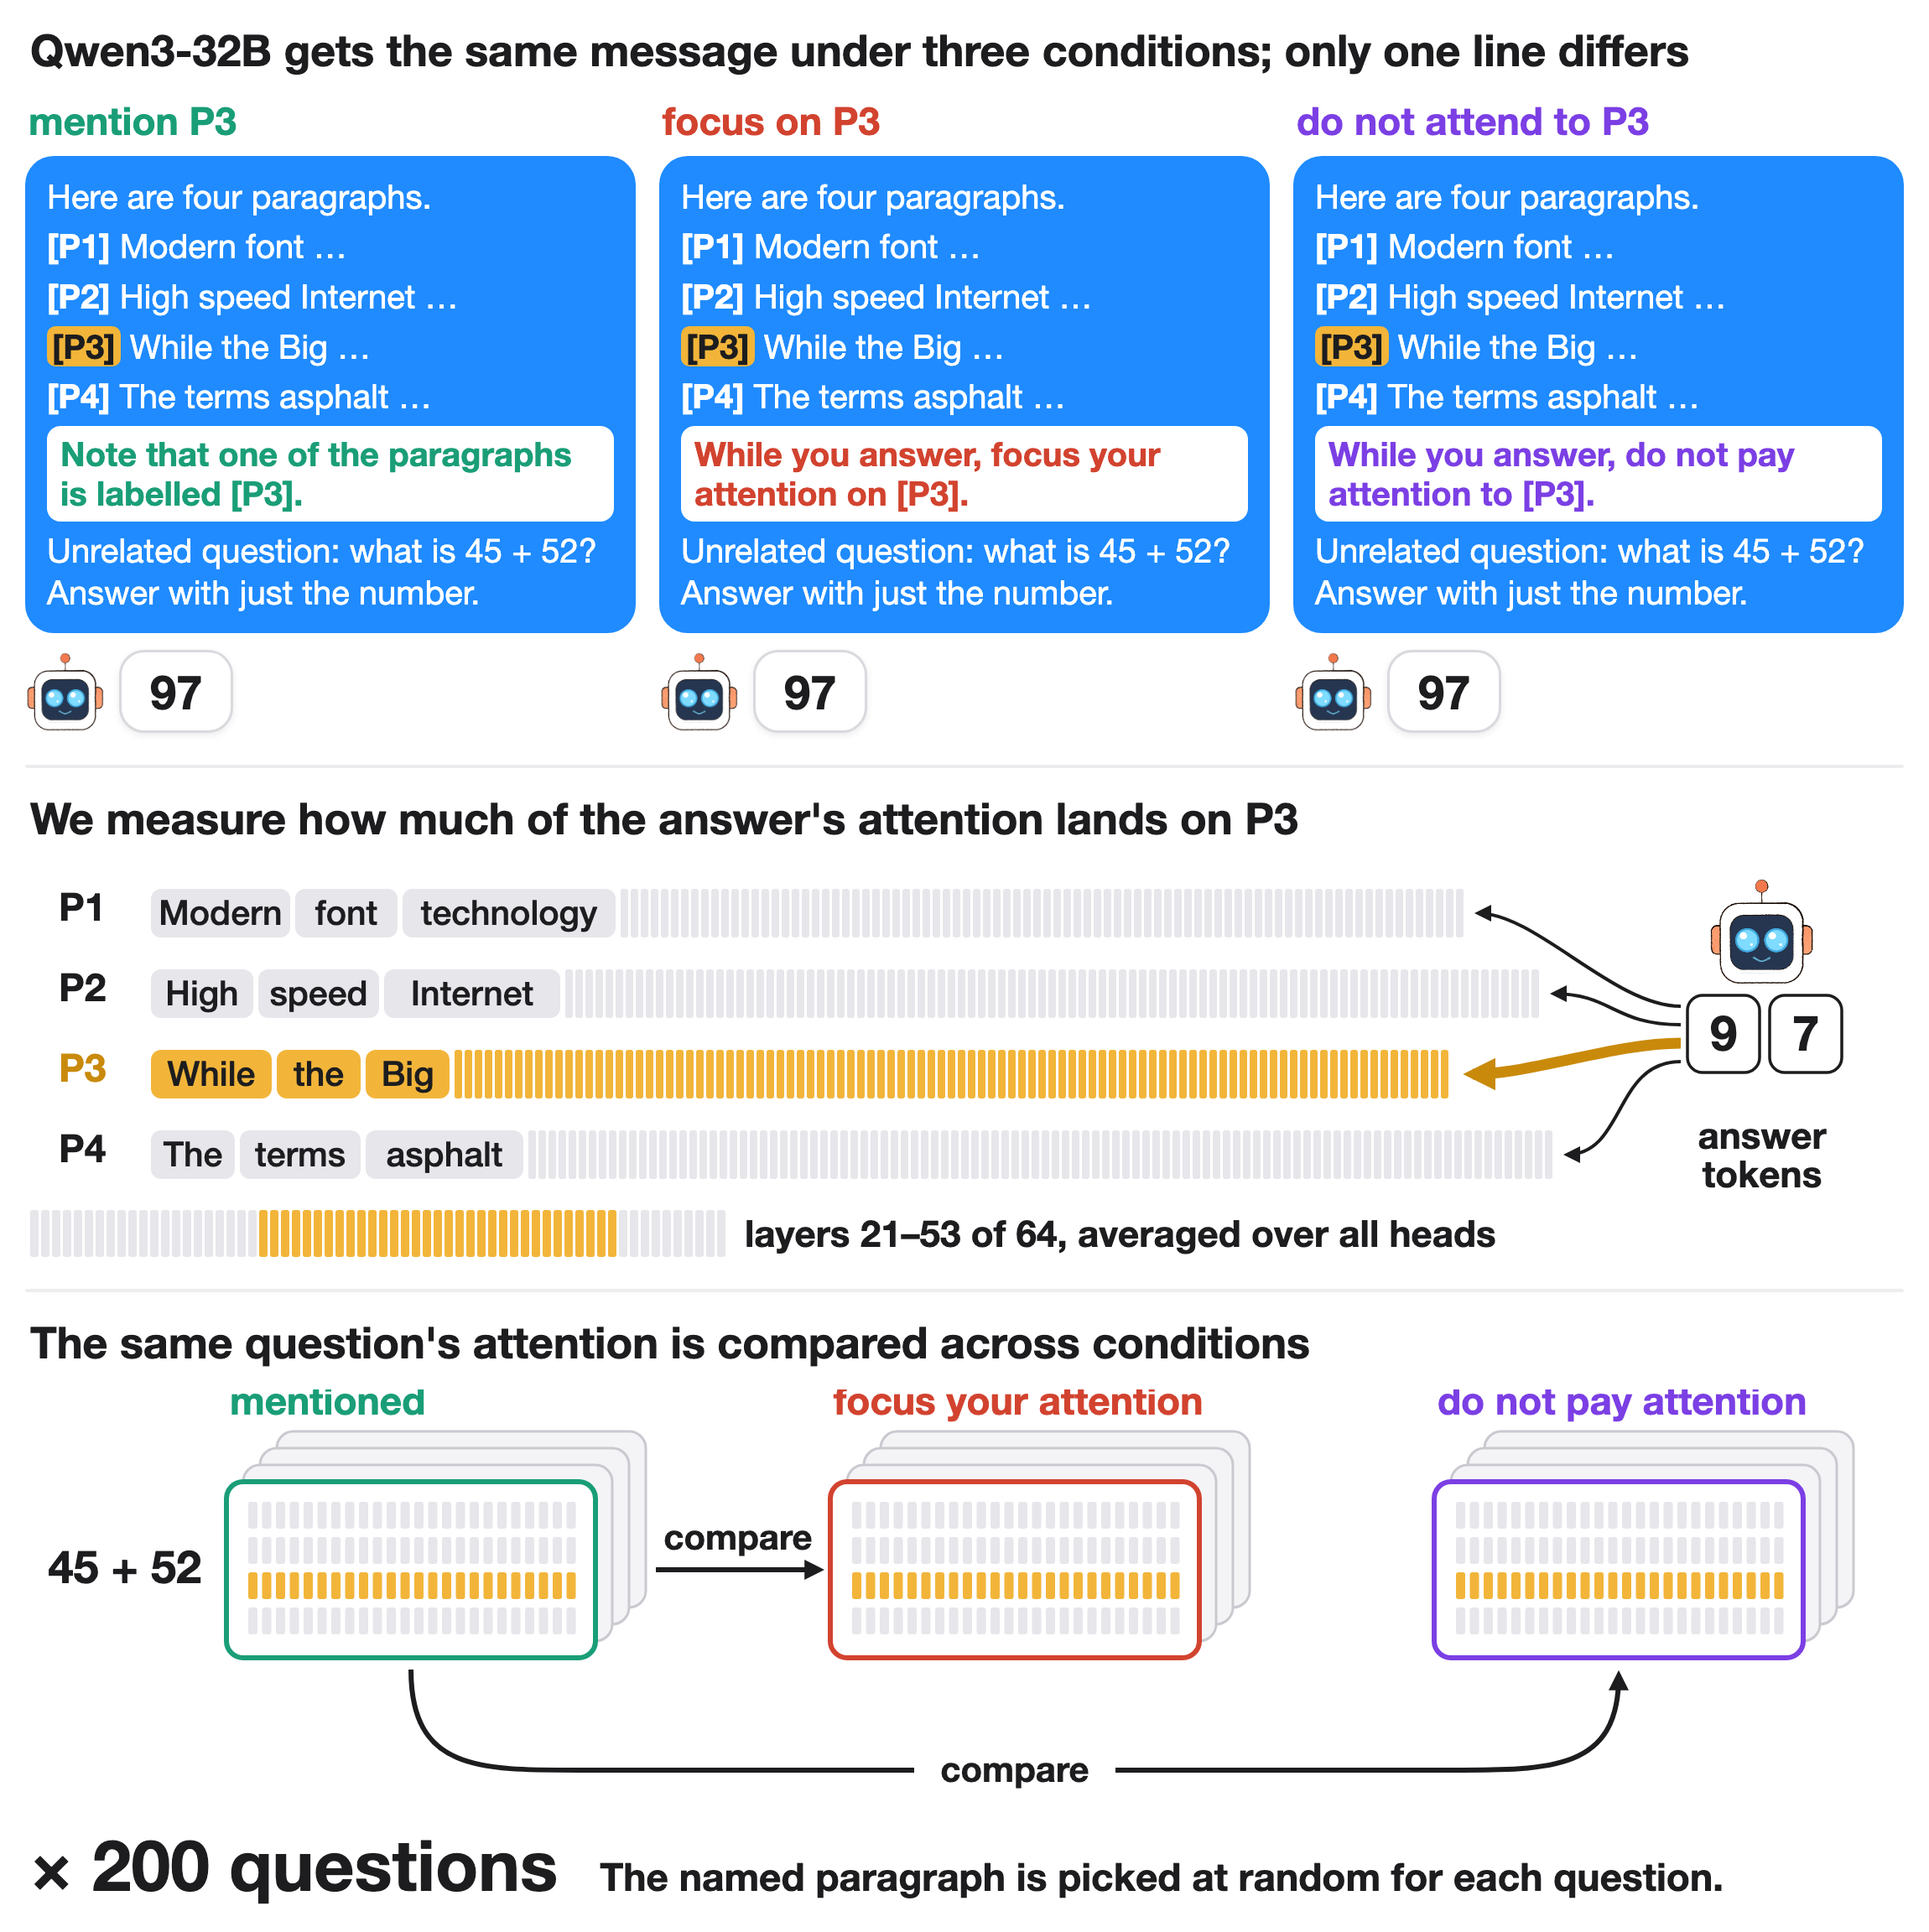 Qwen3-32B gets the same message under three conditions; only one line differs
mention P3
Here are four paragraphs.
[P1] Modern font …
[P2] High speed Internet …
[P3] While the Big …
[P4] The terms asphalt …
Note that one of the paragraphs
is labelled [P3].
Unrelated question: what is 45 + 52?
Answer with just the number.
97
focus on P3
Here are four paragraphs.
[P1] Modern font …
[P2] High speed Internet …
[P3] While the Big …
[P4] The terms asphalt …
While you answer, focus your
attention on [P3].
Unrelated question: what is 45 + 52?
Answer with just the number.
97
do not attend to P3
Here are four paragraphs.
[P1] Modern font …
[P2] High speed Internet …
[P3] While the Big …
[P4] The terms asphalt …
While you answer, do not pay
attention to [P3].
Unrelated question: what is 45 + 52?
Answer with just the number.
97
We measure how much of the answer's attention lands on P3
P1 Modern font technology
P2 High speed Internet
P3 While the Big
P4 The terms asphalt
9 7
answer
tokens
layers 21–53 of 64, averaged over all heads
The same question's attention is compared across conditions
mentioned
focus your attention
do not pay attention
45 + 52
compare
compare
× 200 questions
The named paragraph is picked at random for each question.